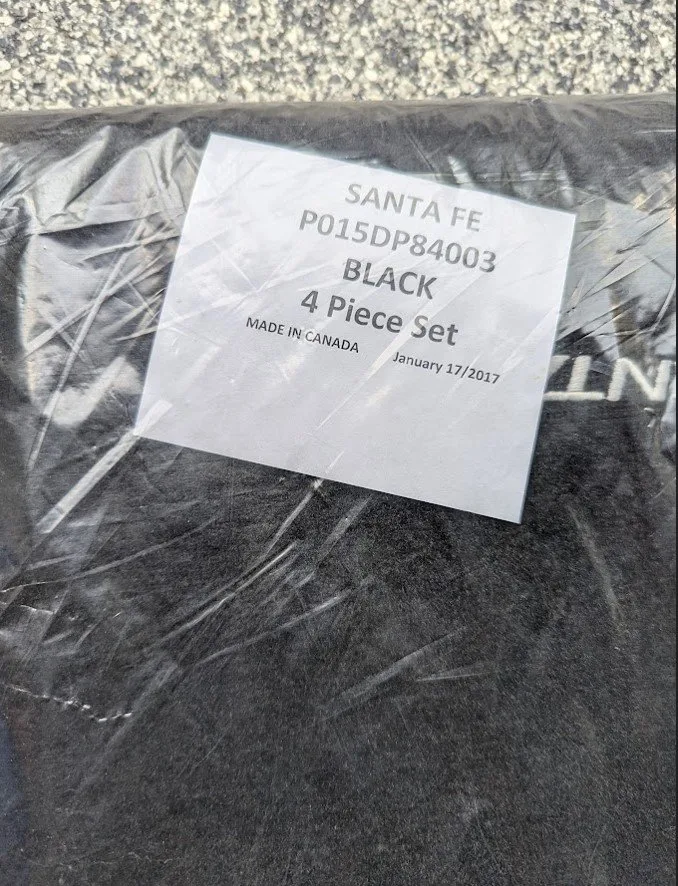 SANTA FE
P015DP84003
BLACK
4 Piece Set
MADE IN CANADA
January 17/2017